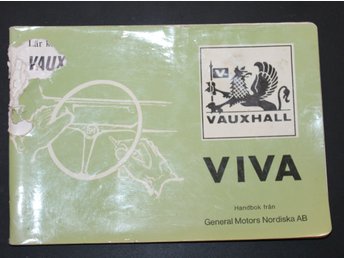 Lär k
VAUX
V
VAUXHALL
VIVA
Handbok från
General Motors Nordiska AB